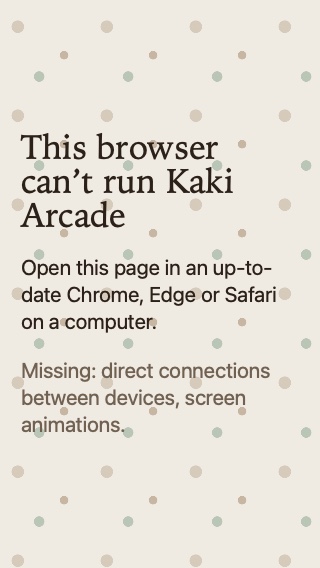 This browser
can’t run Kaki
Arcade
Open this page in an up-to-
date Chrome, Edge or Safari
on a computer.
Missing: direct connections
between devices, screen
animations.